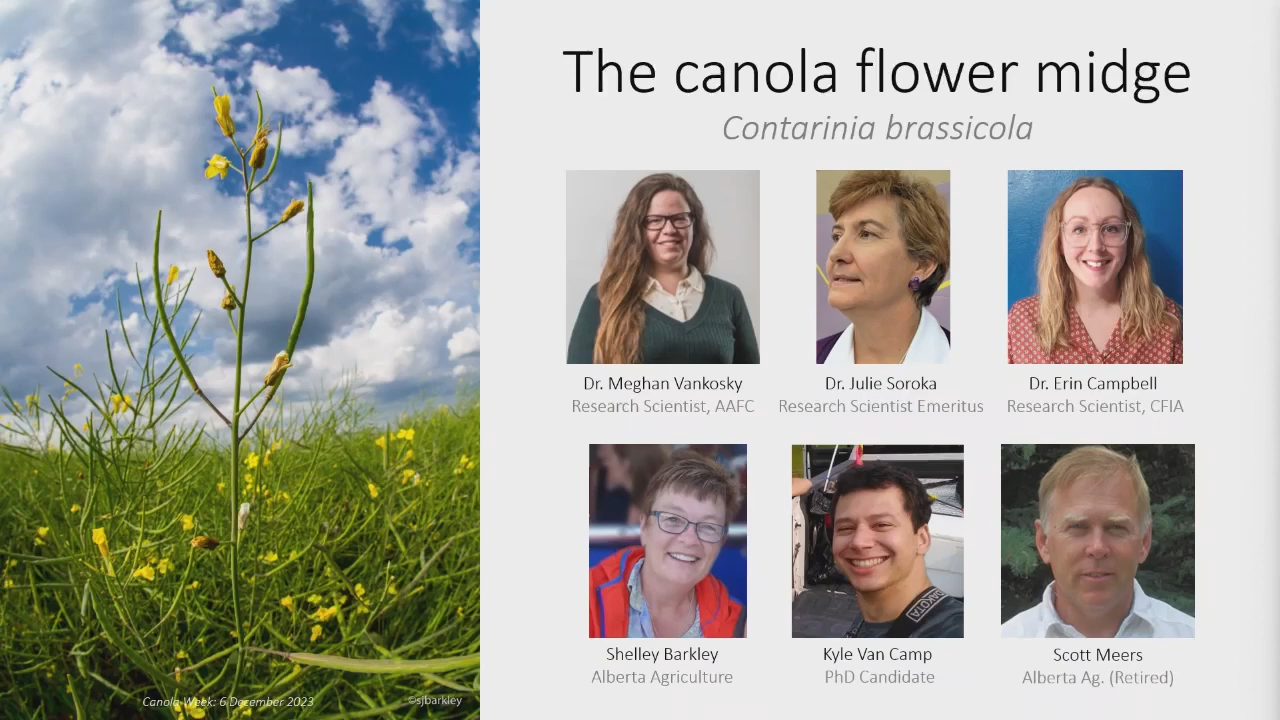 The canola flower midge
Contarinia brassicola
Dr. Meghan Vankosky
Research Scientist, AAFC
Dr. Julie Soroka
Research Scientist Emeritus
Dr. Erin Campbell
Research Scientist, CFIA
DAKOTA
Shelley Barkley
Alberta Agriculture
Kyle Van Camp
PhD Candidate
Scott Meers
Alberta Ag. (Retired)
Canola Week: 6 December 2023
©sjbarkley